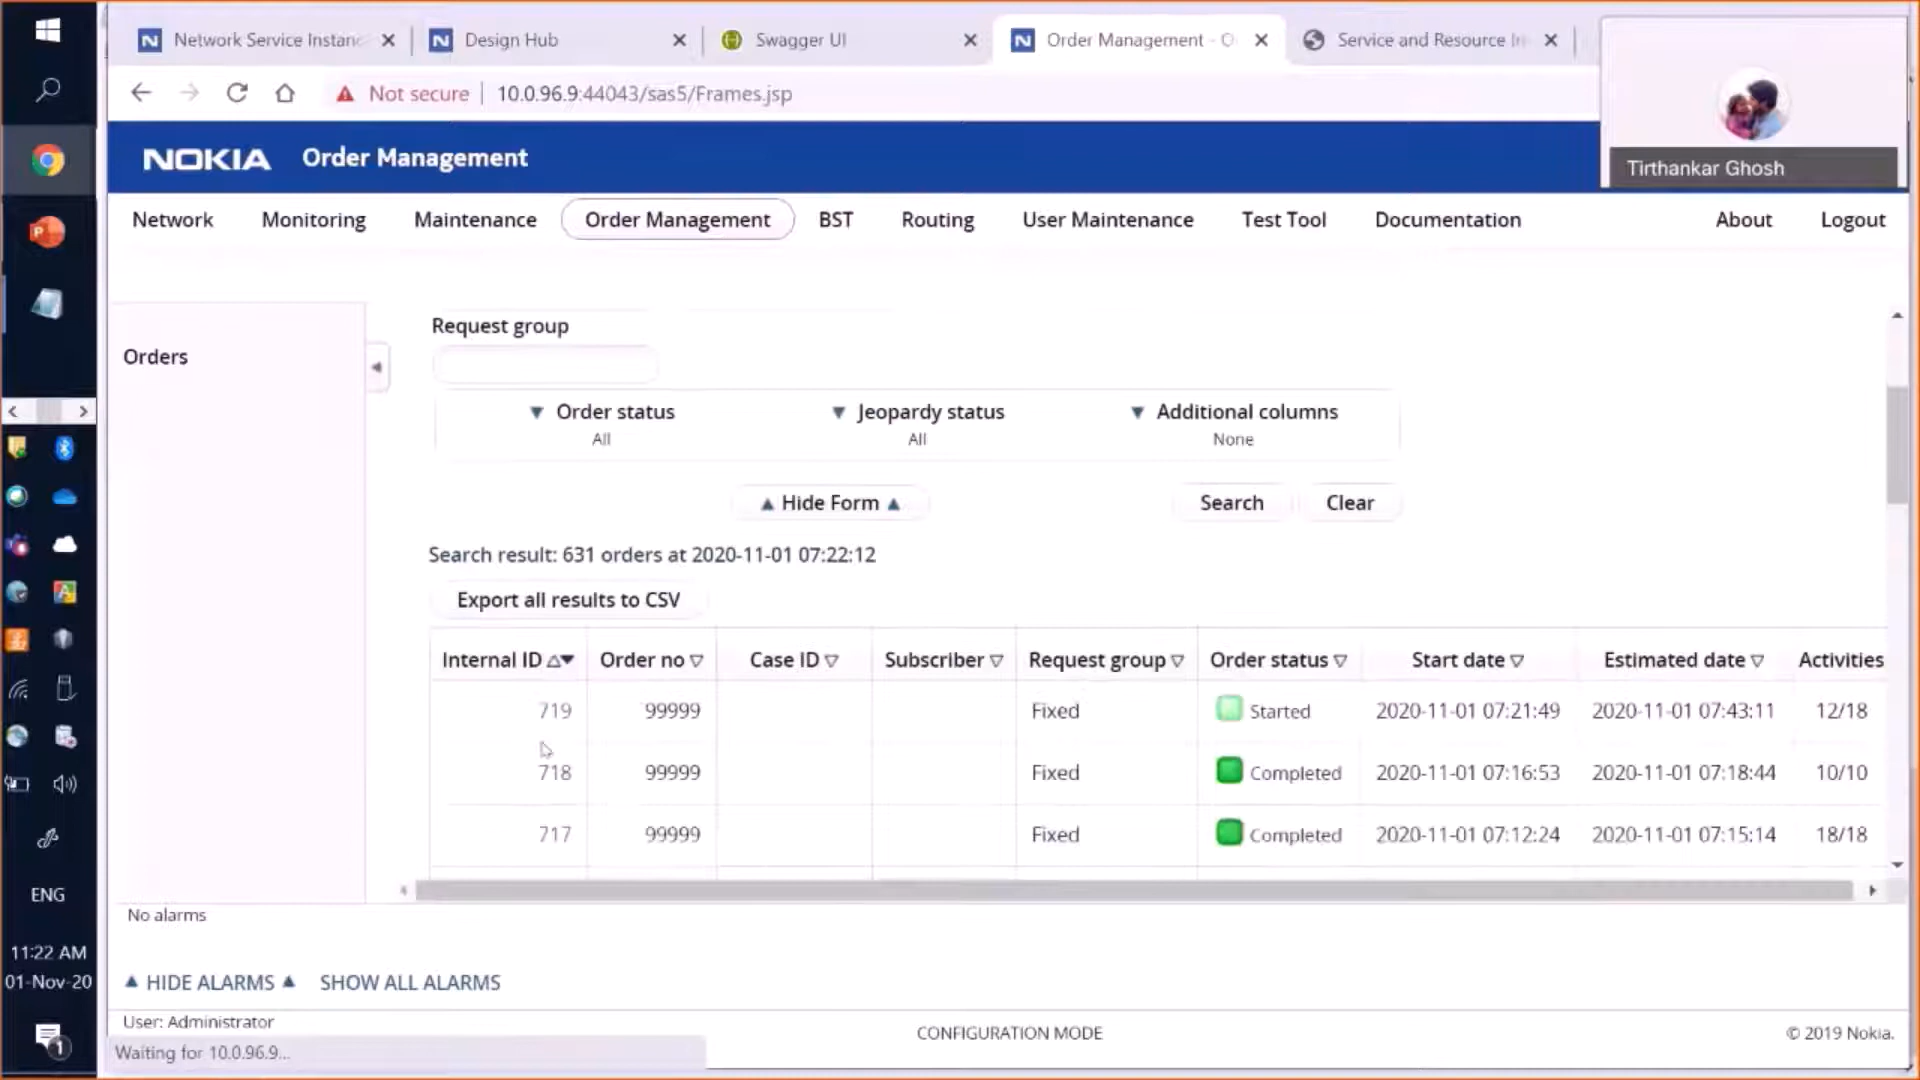 Network Service Instanc
Design Hub
Swagger UI
Order Management - O
Service and Resource In
Not secure
10.0.96.9:44043/sas5/Frames.jsp
Tirthankar Ghosh
NOKIA Order Management
Network Monitoring Maintenance Order Management BST Routing User Maintenance Test Tool Documentation About Logout
Orders
Request group
Order status
All
Jeopardy status
All
Additional columns
None
Hide Form
Search
Clear
Search result: 631 orders at 2020-11-01 07:22:12
Export all results to CSV
Internal ID Order no Case ID Subscriber Request group Order status Start date Estimated date Activities
719 99999 Fixed Started 2020-11-01 07:21:49 2020-11-01 07:43:11 12/18
718 99999 Fixed Completed 2020-11-01 07:16:53 2020-11-01 07:18:44 10/10
717 99999 Fixed Completed 2020-11-01 07:12:24 2020-11-01 07:15:14 18/18
No alarms
HIDE ALARMS SHOW ALL ALARMS
User: Administrator
CONFIGURATION MODE
© 2019 Nokia.
Waiting for 10.0.96.9...
ENG
11:22 AM
01-Nov-20
1